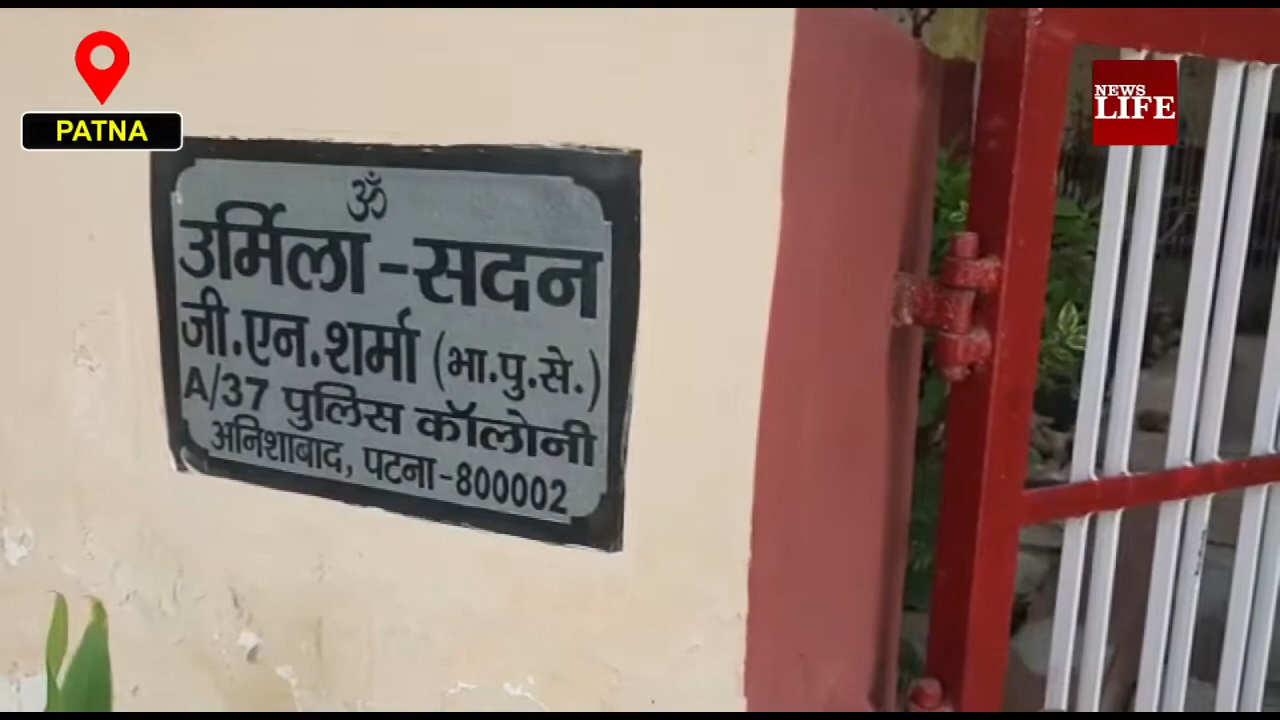 PATNA
NEWS
LIFE
ॐ
उर्मिला-सदन
जी.एन.शर्मा (भा.पु.से.)
A/37 पुलिस कॉलोनी
अनिशाबाद, पटना-800002